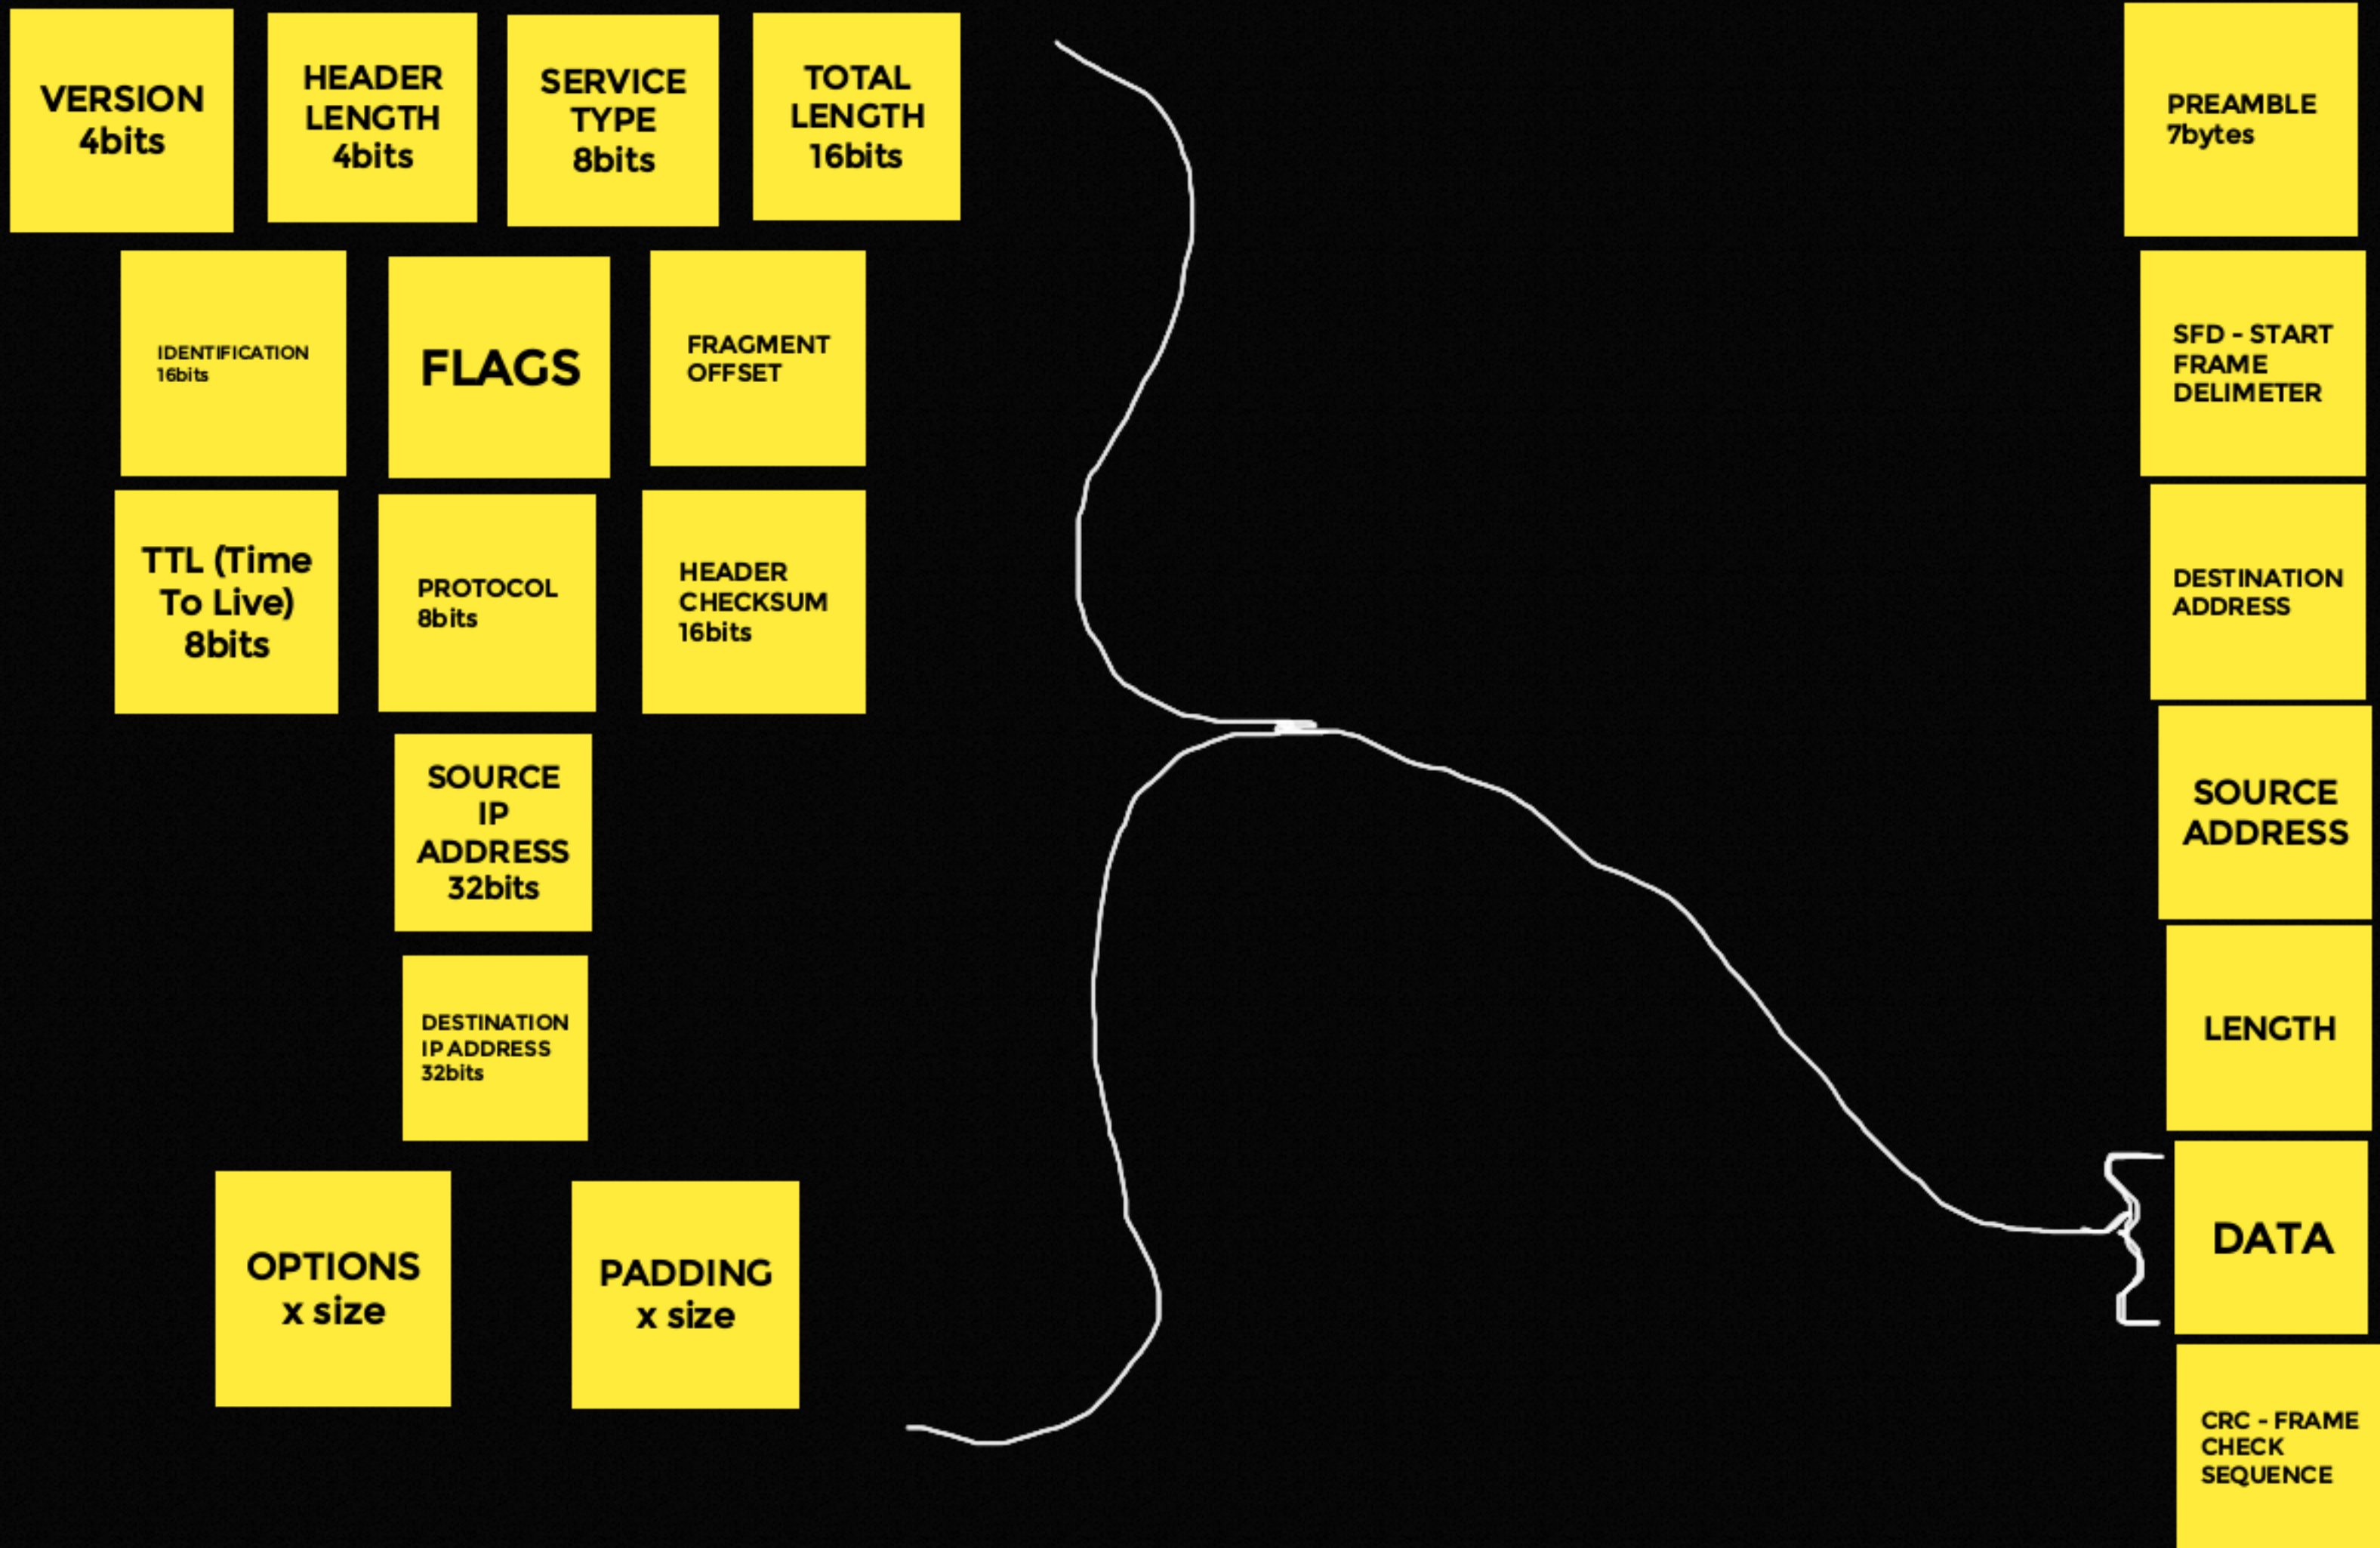 VERSION
4bits
HEADER
LENGTH
4bits
SERVICE
TYPE
8bits
TOTAL
LENGTH
16bits
IDENTIFICATION
16bits
FLAGS
FRAGMENT
OFFSET
TTL (Time
To Live)
8bits
PROTOCOL
8bits
HEADER
CHECKSUM
16bits
SOURCE
IP
ADDRESS
32bits
DESTINATION
IP ADDRESS
32bits
OPTIONS
x size
PADDING
x size
PREAMBLE
7bytes
SFD - START
FRAME
DELIMETER
DESTINATION
ADDRESS
SOURCE
ADDRESS
LENGTH
DATA
CRC - FRAME
CHECK
SEQUENCE